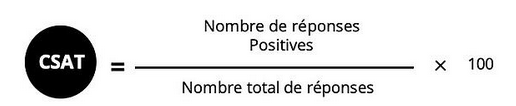 Nombre de réponses
Positives
CSAT = × 100
Nombre total de réponses